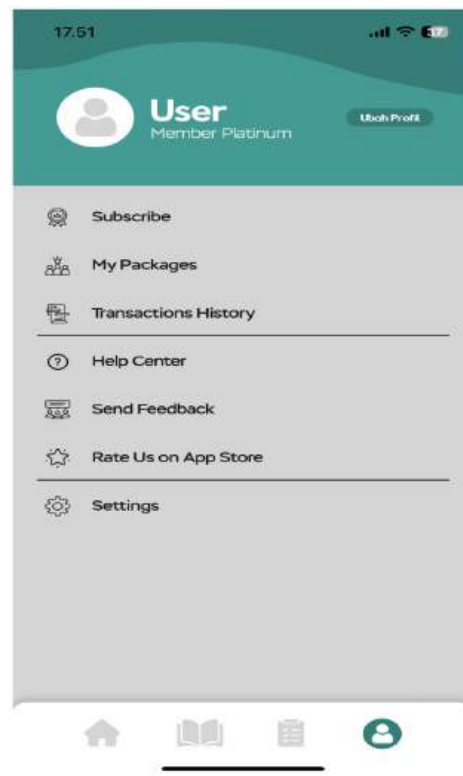 17.51
37
User
Member Platinum
Ubah Profil
Subscribe
My Packages
Transactions History
Help Center
Send Feedback
Rate Us on App Store
Settings